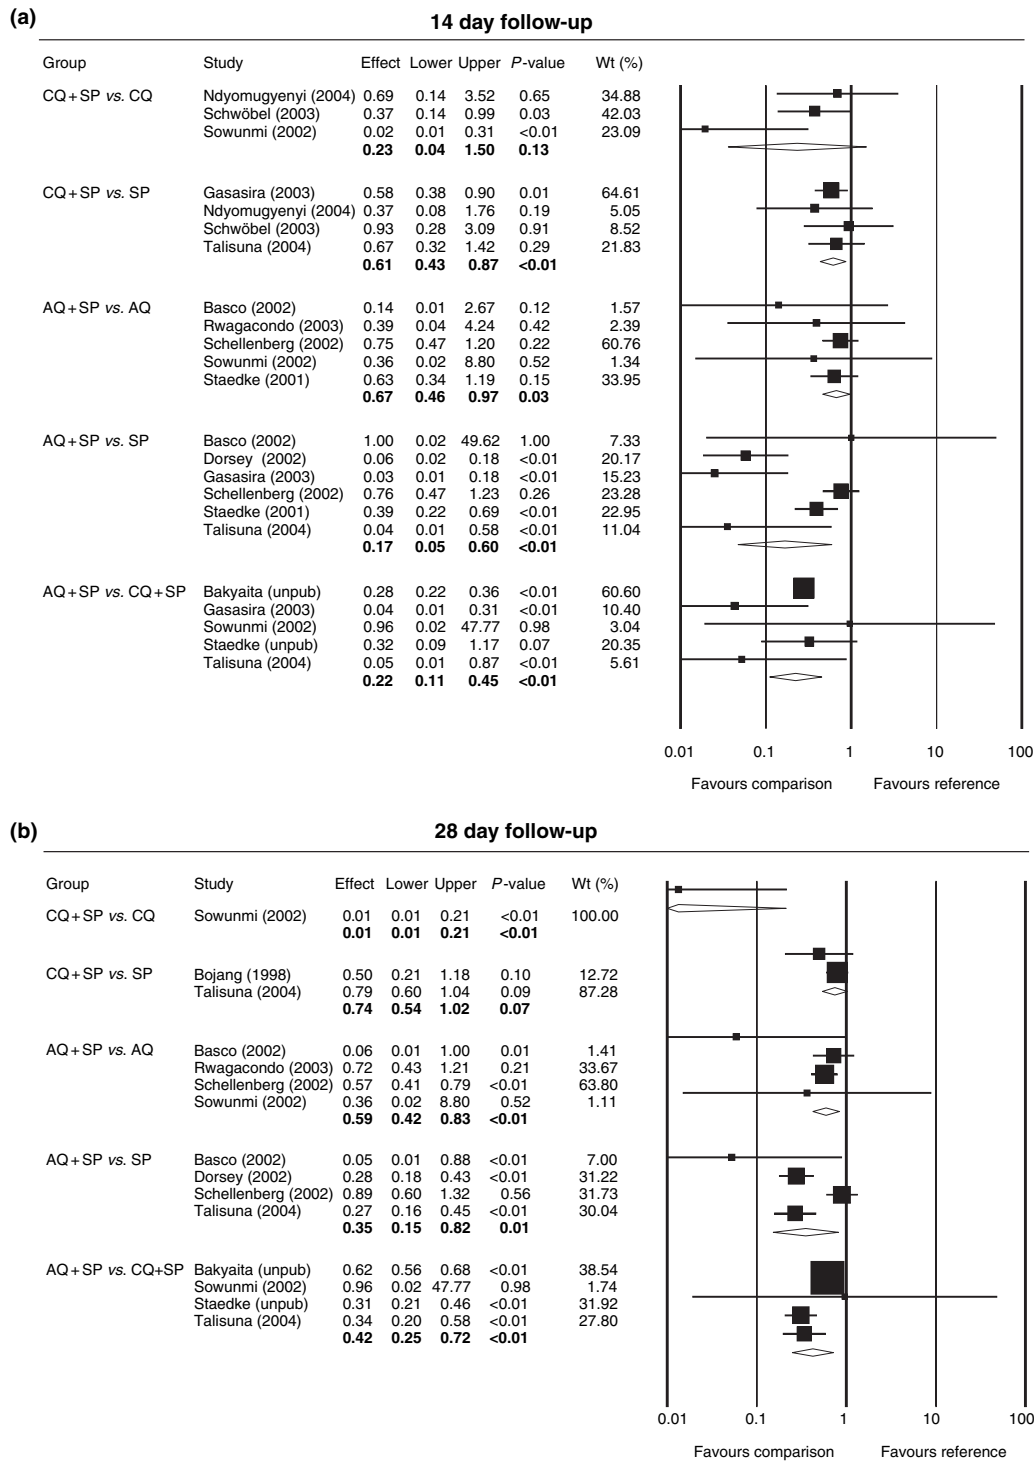 (a)
14 day follow-up
Group Study Effect Lower Upper P-value Wt (%)
CQ+SP vs. CQ Ndyomugyenyi (2004) 0.69 0.14 3.52 0.65 34.88
Schwöbel (2003) 0.37 0.14 0.99 0.03 42.03
Sowunmi (2002) 0.02 0.01 0.31 <0.01 23.09
0.23 0.04 1.50 0.13
CQ+SP vs. SP Gasasira (2003) 0.58 0.38 0.90 0.01 64.61
Ndyomugyenyi (2004) 0.37 0.08 1.76 0.19 5.05
Schwöbel (2003) 0.93 0.28 3.09 0.91 8.52
Talisuna (2004) 0.67 0.32 1.42 0.29 21.83
0.61 0.43 0.87 <0.01
AQ+SP vs. AQ Basco (2002) 0.14 0.01 2.67 0.12 1.57
Rwagacondo (2003) 0.39 0.04 4.24 0.42 2.39
Schellenberg (2002) 0.75 0.47 1.20 0.22 60.76
Sowunmi (2002) 0.36 0.02 8.80 0.52 1.34
Staedke (2001) 0.63 0.34 1.19 0.15 33.95
0.67 0.46 0.97 0.03
AQ+SP vs. SP Basco (2002) 1.00 0.02 49.62 1.00 7.33
Dorsey (2002) 0.06 0.02 0.18 <0.01 20.17
Gasasira (2003) 0.03 0.01 0.18 <0.01 15.23
Schellenberg (2002) 0.76 0.47 1.23 0.26 23.28
Staedke (2001) 0.39 0.22 0.69 <0.01 22.95
Talisuna (2004) 0.04 0.01 0.58 <0.01 11.04
0.17 0.05 0.60 <0.01
AQ+SP vs. CQ+SP Bakyaita (unpub) 0.28 0.22 0.36 <0.01 60.60
Gasasira (2003) 0.04 0.01 0.31 <0.01 10.40
Sowunmi (2002) 0.96 0.02 47.77 0.98 3.04
Staedke (unpub) 0.32 0.09 1.17 0.07 20.35
Talisuna (2004) 0.05 0.01 0.87 <0.01 5.61
0.22 0.11 0.45 <0.01
0.01 0.1 1 10 100
Favours comparison Favours reference
(b)
28 day follow-up
Group Study Effect Lower Upper P-value Wt (%)
CQ+SP vs. CQ Sowunmi (2002) 0.01 0.01 0.21 <0.01 100.00
0.01 0.01 0.21 <0.01
CQ+SP vs. SP Bojang (1998) 0.50 0.21 1.18 0.10 12.72
Talisuna (2004) 0.79 0.60 1.04 0.09 87.28
0.74 0.54 1.02 0.07
AQ+SP vs. AQ Basco (2002) 0.06 0.01 1.00 0.01 1.41
Rwagacondo (2003) 0.72 0.43 1.21 0.21 33.67
Schellenberg (2002) 0.57 0.41 0.79 <0.01 63.80
Sowunmi (2002) 0.36 0.02 8.80 0.52 1.11
0.59 0.42 0.83 <0.01
AQ+SP vs. SP Basco (2002) 0.05 0.01 0.88 <0.01 7.00
Dorsey (2002) 0.28 0.18 0.43 <0.01 31.22
Schellenberg (2002) 0.89 0.60 1.32 0.56 31.73
Talisuna (2004) 0.27 0.16 0.45 <0.01 30.04
0.35 0.15 0.82 0.01
AQ+SP vs. CQ+SP Bakyaita (unpub) 0.62 0.56 0.68 <0.01 38.54
Sowunmi (2002) 0.96 0.02 47.77 0.98 1.74
Staedke (unpub) 0.31 0.21 0.46 <0.01 31.92
Talisuna (2004) 0.34 0.20 0.58 <0.01 27.80
0.42 0.25 0.72 <0.01
0.01 0.1 1 10 100
Favours comparison Favours reference